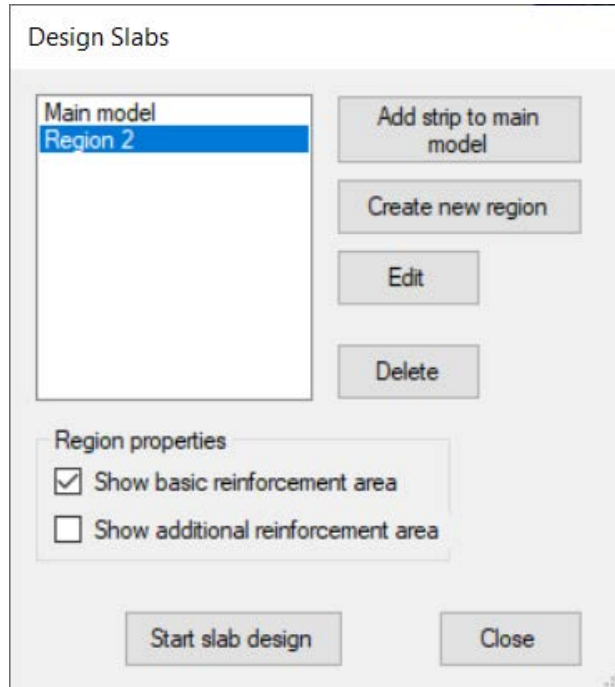 Design Slabs
Main model
Region 2
Add strip to main
model
Create new region
Edit
Delete
Region properties
Show basic reinforcement area
Show additional reinforcement area
Start slab design
Close